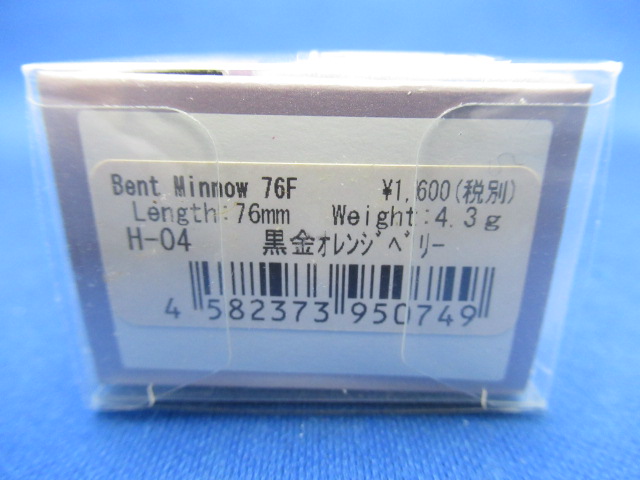 Bent Minnow 76F ¥1,600(税別)
Length:76mm Weight:4.3g
H-04 黒金ｵﾚﾝｼﾞﾍﾞﾘｰ
4 582373 950749